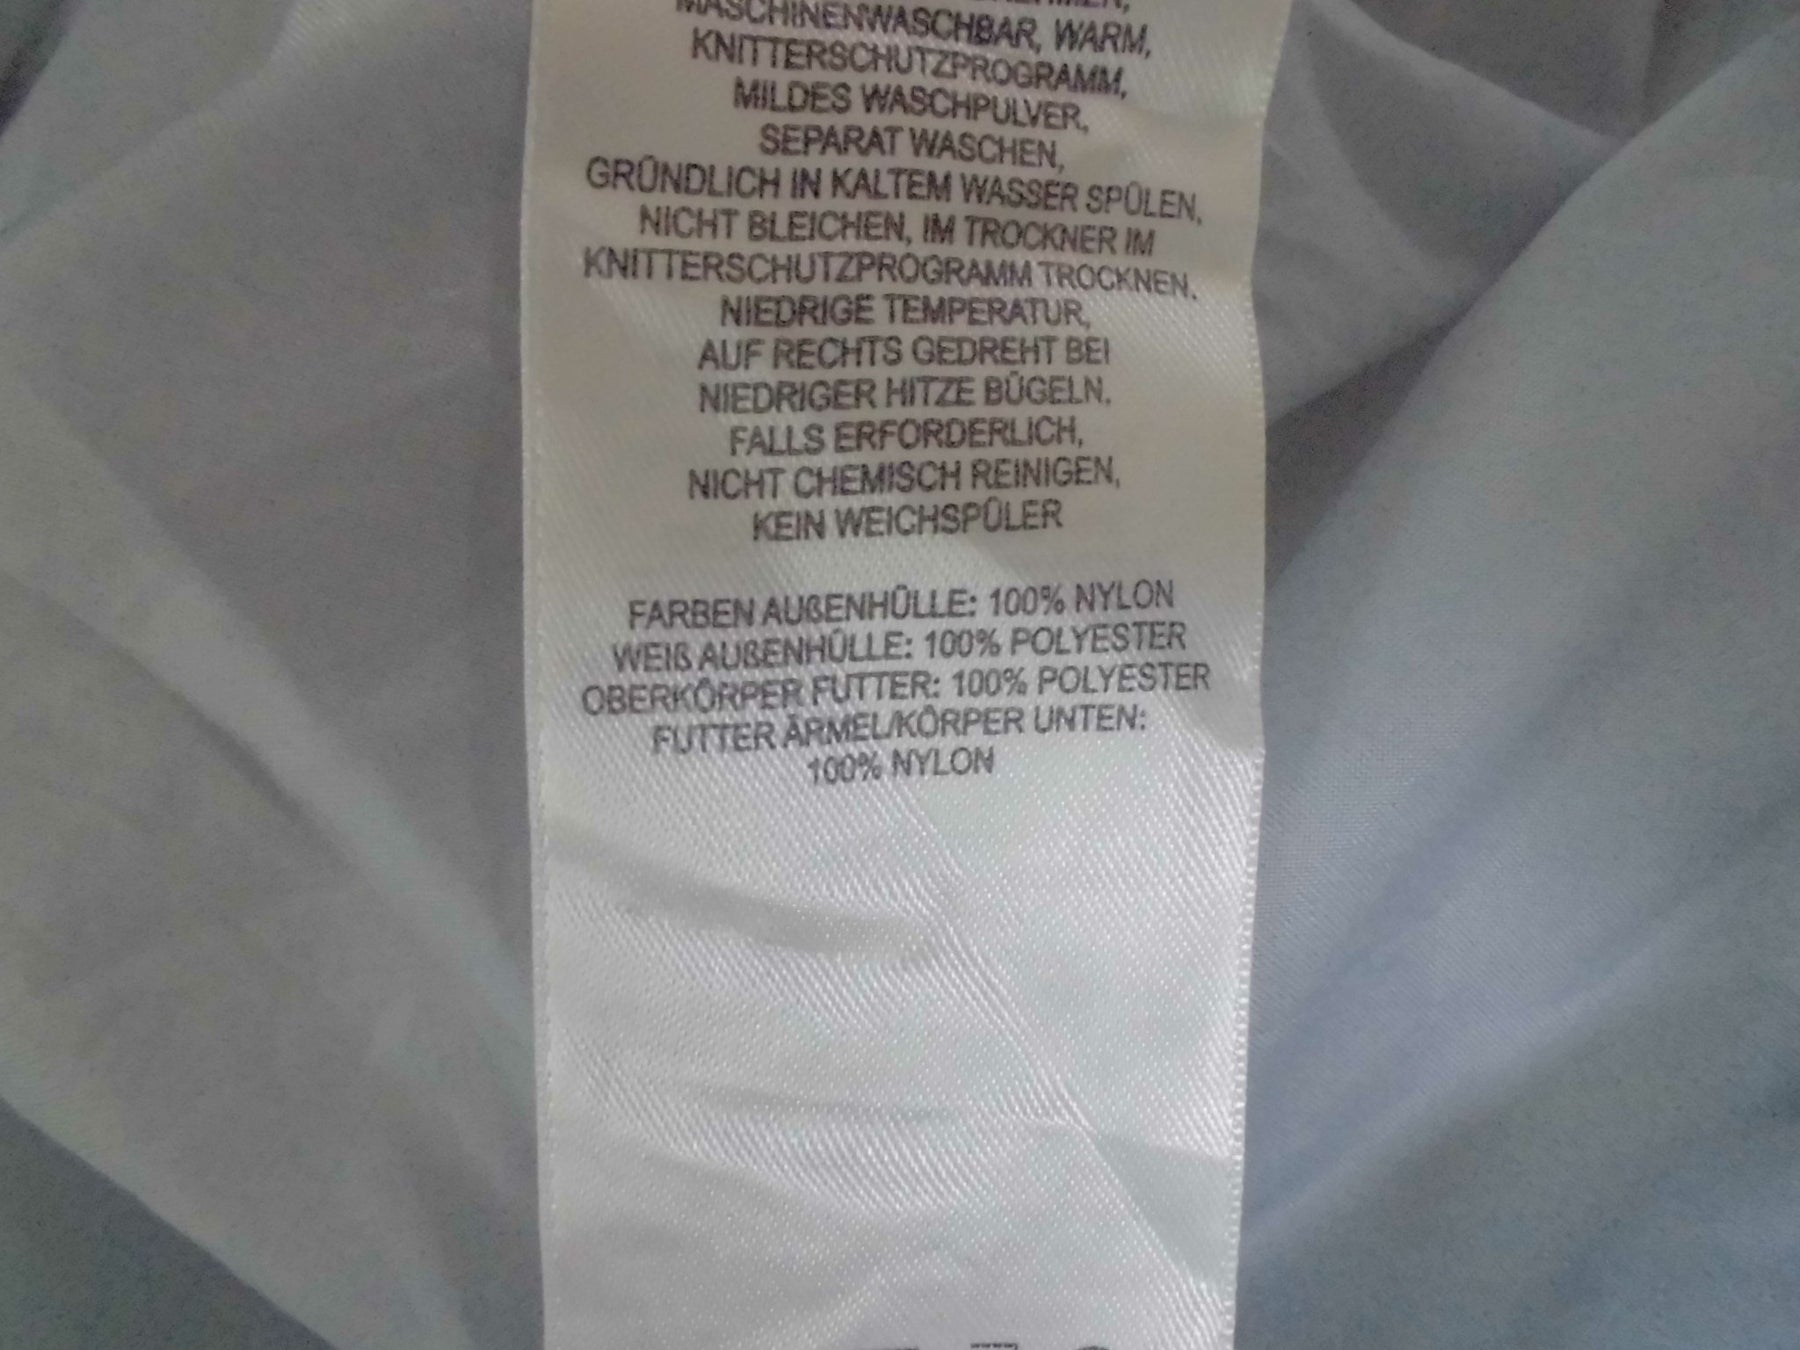 MASCHINENWASCHBAR, WARM,
KNITTERSCHUTZPROGRAMM,
MILDES WASCHPULVER,
SEPARAT WASCHEN,
GRÜNDLICH IN KALTEM WASSER SPÜLEN,
NICHT BLEICHEN, IM TROCKNER IM
KNITTERSCHUTZPROGRAMM TROCKNEN.
NIEDRIGE TEMPERATUR,
AUF RECHTS GEDREHT BEI
NIEDRIGER HITZE BÜGELN.
FALLS ERFORDERLICH,
NICHT CHEMISCH REINIGEN,
KEIN WEICHSPÜLER
FARBEN AUßENHÜLLE: 100% NYLON
WEIß AUßENHÜLLE: 100% POLYESTER
OBERKÖRPER FUTTER: 100% POLYESTER
FUTTER ÄRMEL/KÖRPER UNTEN:
100% NYLON